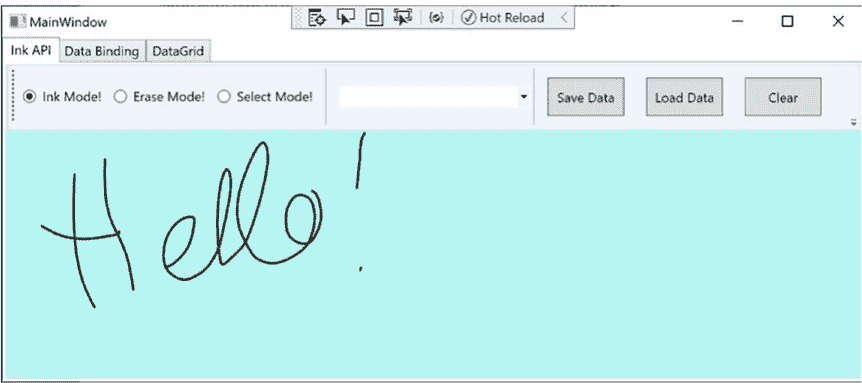 MainWindow
Hot Reload
Ink API Data Binding DataGrid
Ink Mode! Erase Mode! Select Mode! Save Data Load Data Clear
Hello!